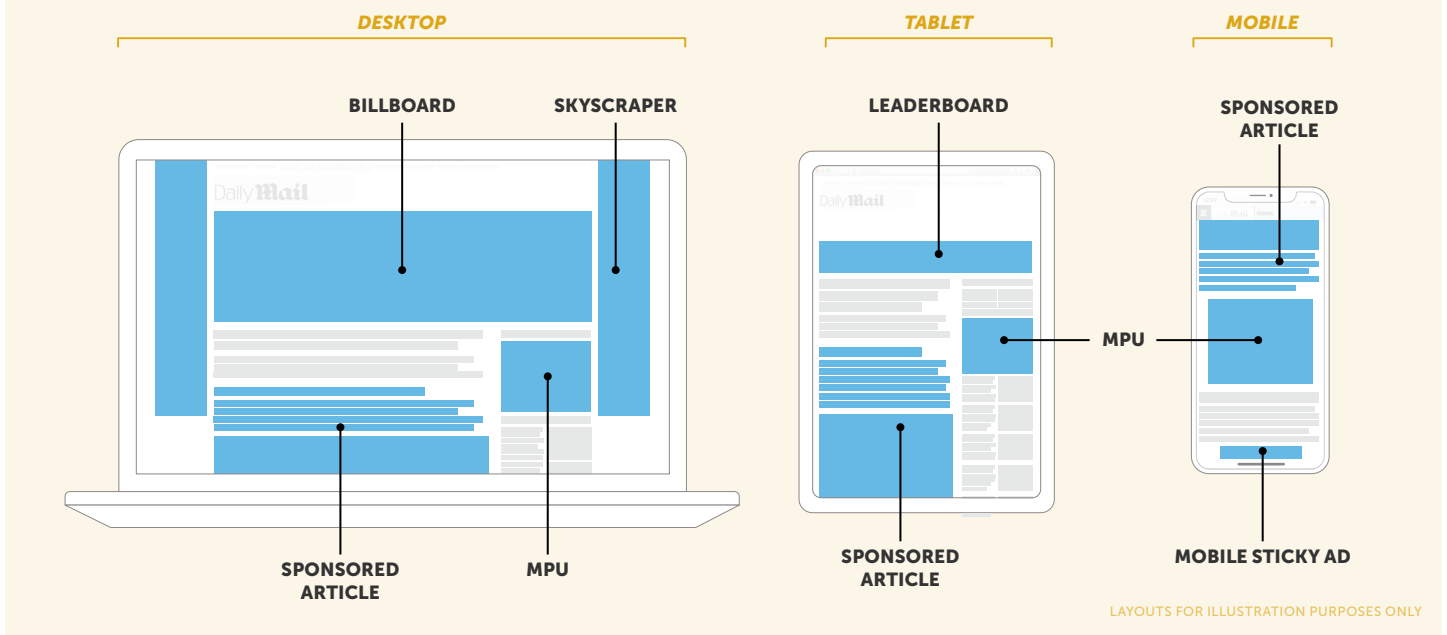 DESKTOP
TABLET
MOBILE
BILLBOARD
SKYSCRAPER
LEADERBOARD
SPONSORED
ARTICLE
Daily Mail
Daily Mail
Mail
MPU
SPONSORED
ARTICLE
MPU
SPONSORED
ARTICLE
MOBILE STICKY AD
LAYOUTS FOR ILLUSTRATION PURPOSES ONLY